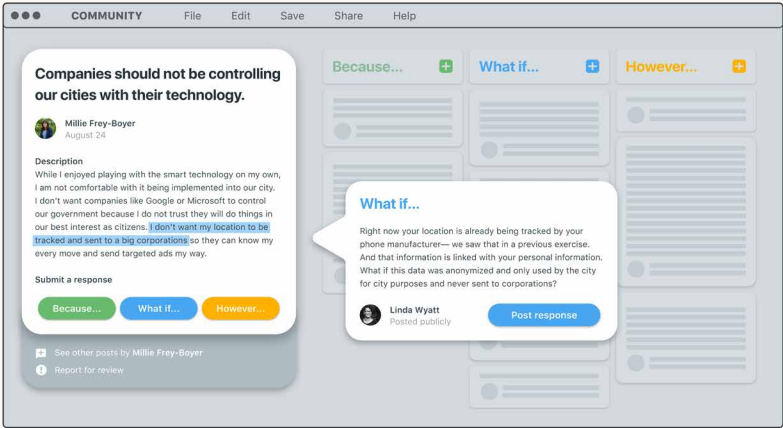 COMMUNITY File Edit Save Share Help
Companies should not be controlling
our cities with their technology.
Millie Frey-Boyer
August 24
Description
While I enjoyed playing with the smart technology on my own,
I am not comfortable with it being implemented into our city.
I don't want companies like Google or Microsoft to control
our government because I do not trust they will do things in
our best interest as citizens. I don't want my location to be
tracked and sent to a big corporations so they can know my
every move and send targeted ads my way.
Submit a response
Because... What if... However...
See other posts by Millie Frey-Boyer
Report for review
Because... What if... However...
What if...
Right now your location is already being tracked by your
phone manufacturer— we saw that in a previous exercise.
And that information is linked with your personal information.
What if this data was anonymized and only used by the city
for city purposes and never sent to corporations?
Linda Wyatt
Posted publicly
Post response